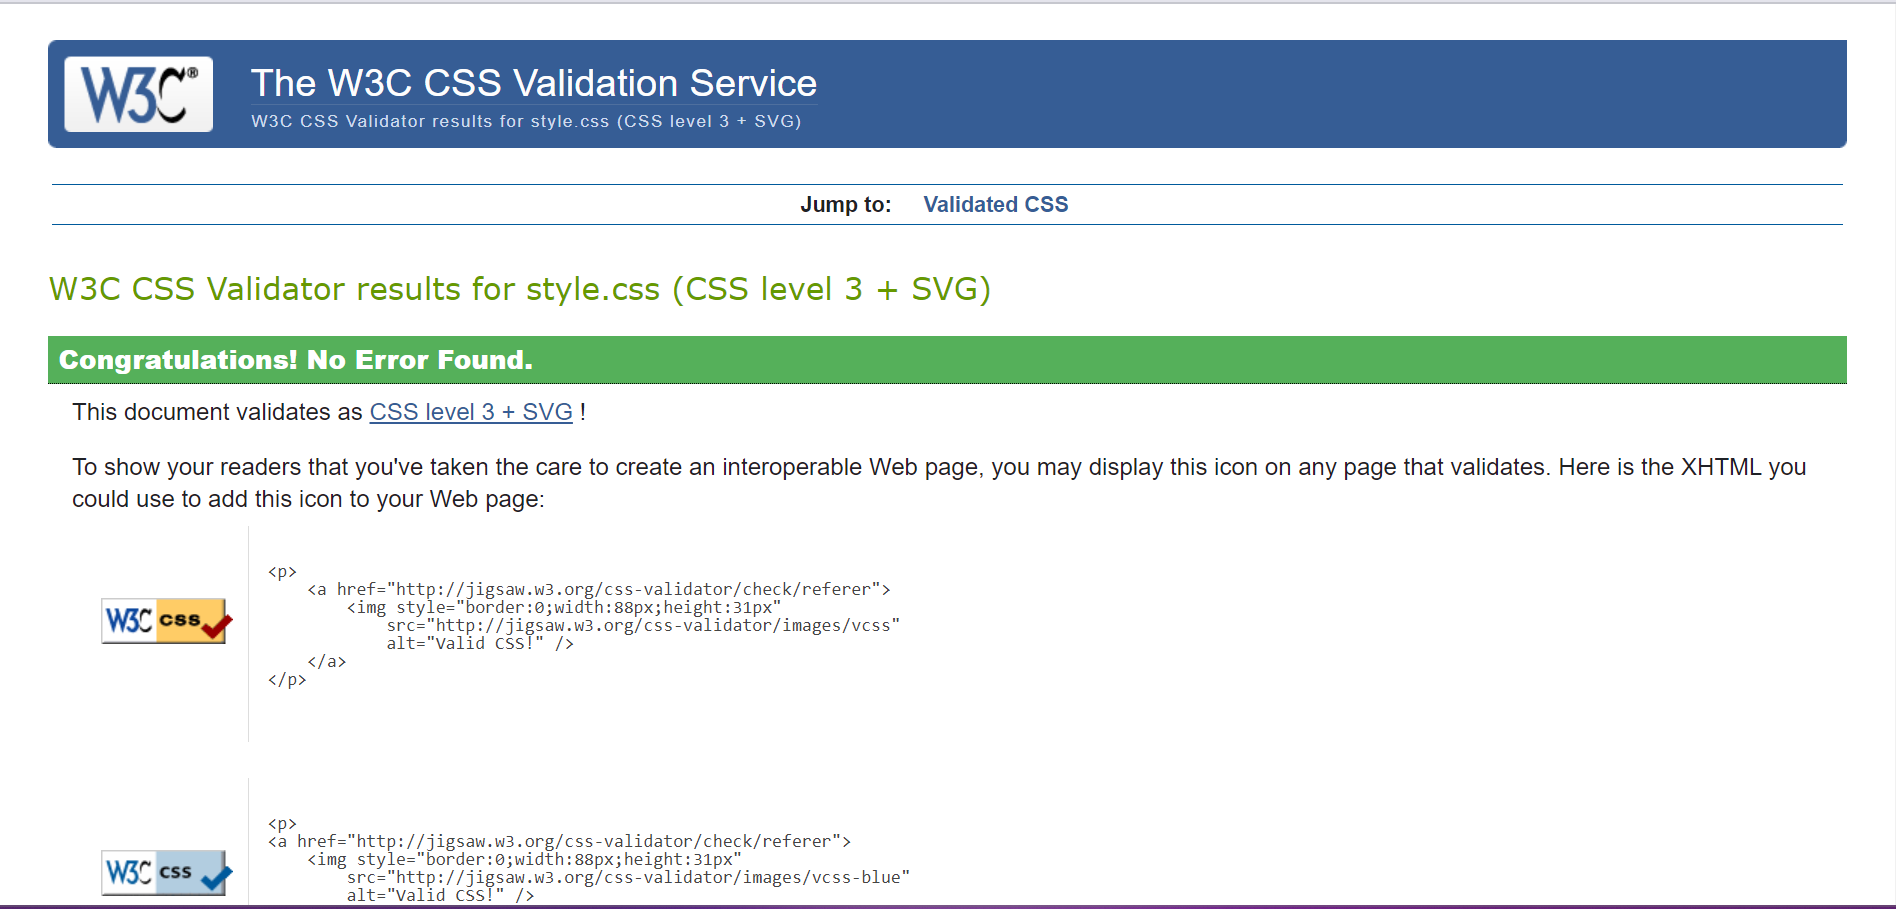 W3C®
The W3C CSS Validation Service
W3C CSS Validator results for style.css (CSS level 3 + SVG)
Jump to: Validated CSS
W3C CSS Validator results for style.css (CSS level 3 + SVG)
Congratulations! No Error Found.
This document validates as CSS level 3 + SVG !
To show your readers that you've taken the care to create an interoperable Web page, you may display this icon on any page that validates. Here is the XHTML you
could use to add this icon to your Web page:
W3C css
<p>
    <a href="http://jigsaw.w3.org/css-validator/check/referer">
        <img style="border:0;width:88px;height:31px"
            src="http://jigsaw.w3.org/css-validator/images/vcss"
            alt="Valid CSS!" />
    </a>
</p>
W3C css
<p>
<a href="http://jigsaw.w3.org/css-validator/check/referer">
    <img style="border:0;width:88px;height:31px"
        src="http://jigsaw.w3.org/css-validator/images/vcss-blue"
        alt="Valid CSS!" />